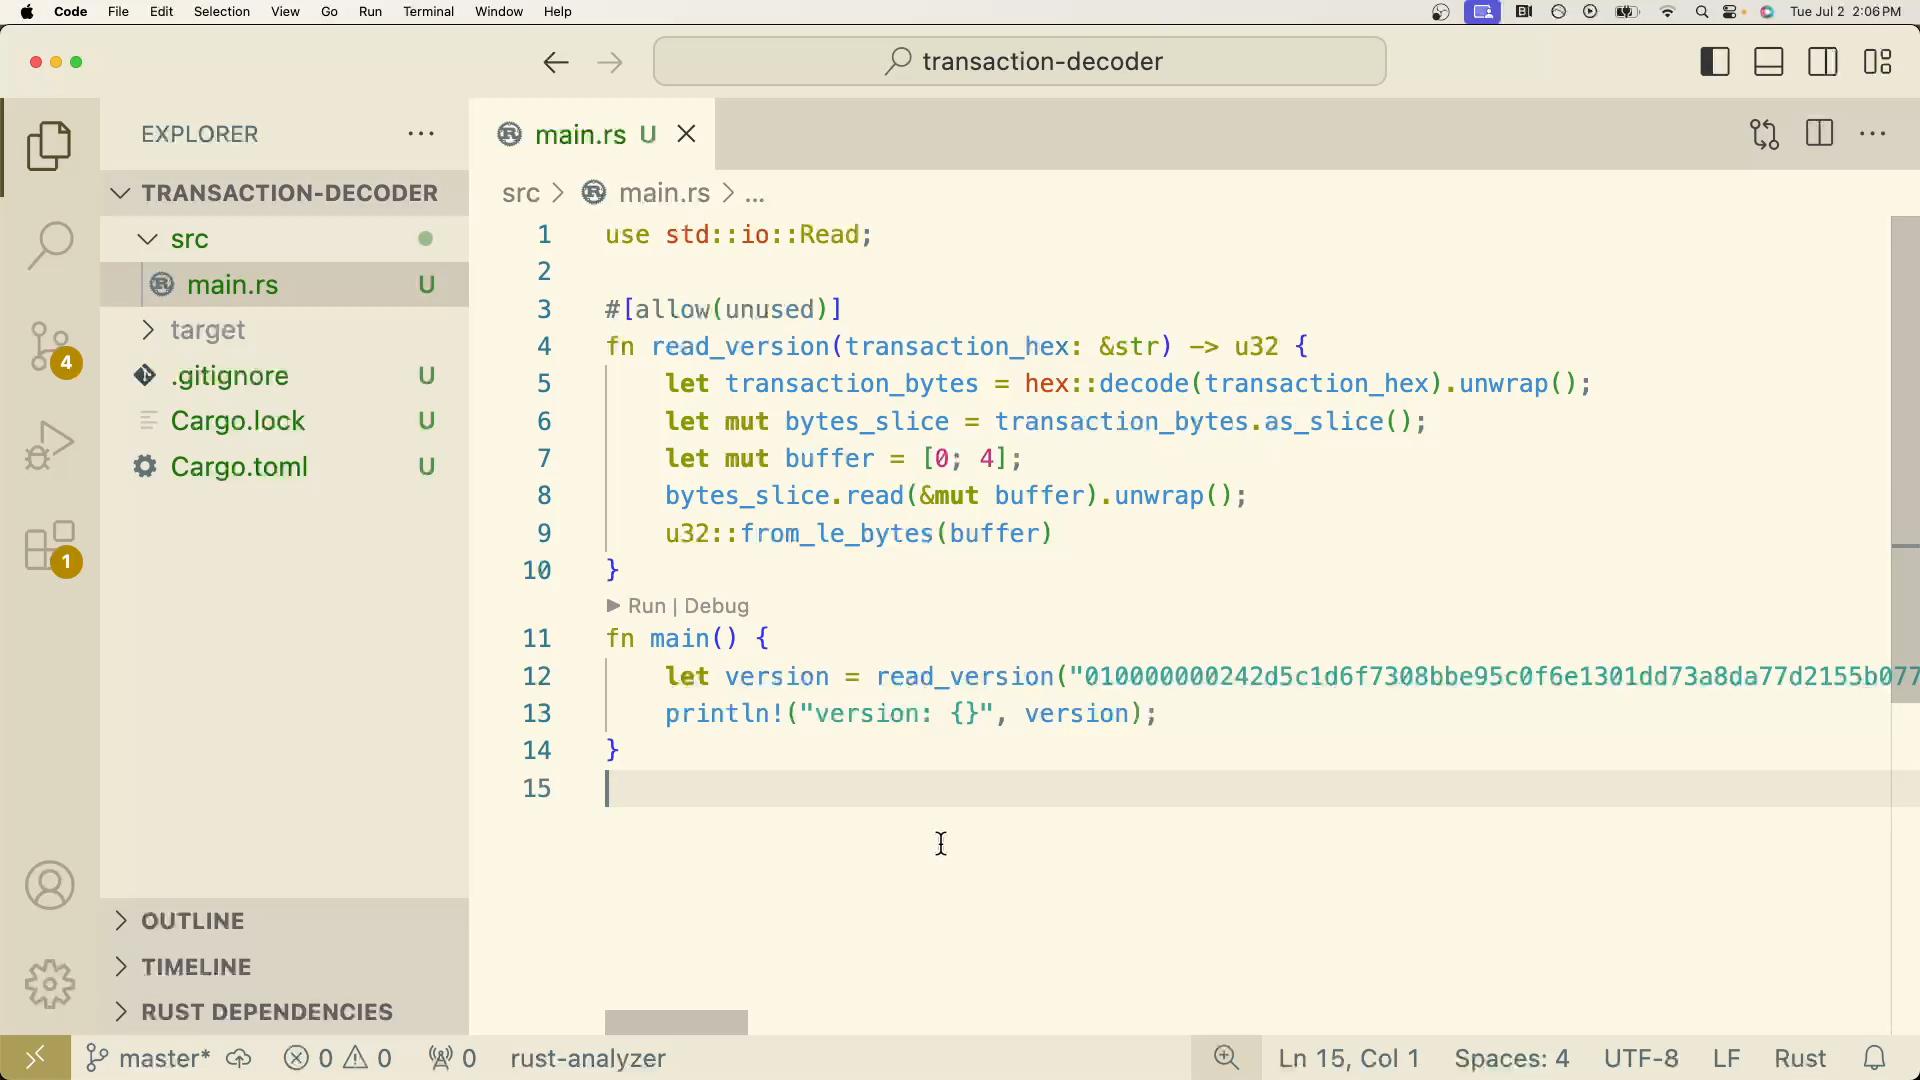 Code File Edit Selection View Go Run Terminal Window Help Tue Jul 2 2:06 PM
transaction-decoder
EXPLORER
TRANSACTION-DECODER
src
main.rs U
target
.gitignore U
Cargo.lock U
Cargo.toml U
4
1
OUTLINE
TIMELINE
RUST DEPENDENCIES
main.rs U
src > main.rs > ...
1 use std::io::Read;
2
3 #[allow(unused)]
4 fn read_version(transaction_hex: &str) -> u32 {
5 let transaction_bytes = hex::decode(transaction_hex).unwrap();
6 let mut bytes_slice = transaction_bytes.as_slice();
7 let mut buffer = [0; 4];
8 bytes_slice.read(&mut buffer).unwrap();
9 u32::from_le_bytes(buffer)
10 }
Run | Debug
11 fn main() {
12 let version = read_version("010000000242d5c1d6f7308bbe95c0f6e1301dd73a8da77d2155b077
13 println!("version: {}", version);
14 }
15
master* 0 0 0 rust-analyzer Ln 15, Col 1 Spaces: 4 UTF-8 LF Rust